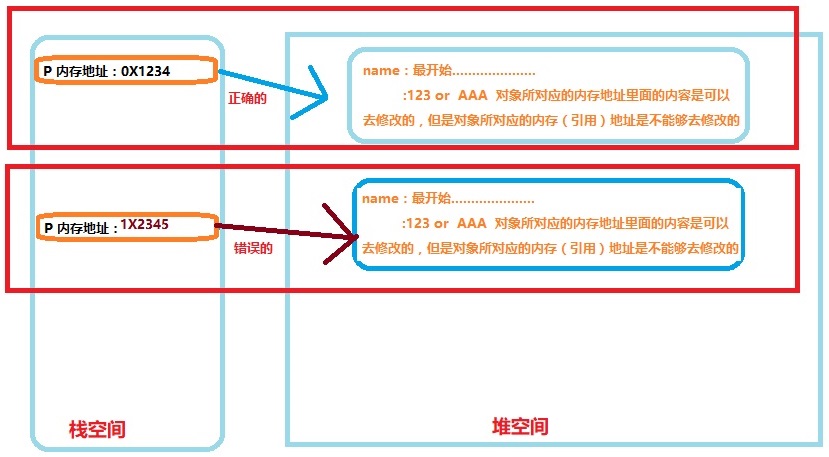 P 内存地址：0X1234
正确的
name：最开始.....................
:123 or AAA 对象所对应的内存地址里面的内容是可以
去修改的，但是对象所对应的内存（引用）地址是不能够去修改的
P 内存地址：1X2345
错误的
name：最开始.....................
:123 or AAA 对象所对应的内存地址里面的内容是可以
去修改的，但是对象所对应的内存（引用）地址是不能够去修改的
栈空间
堆空间